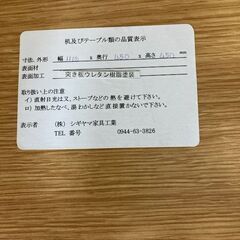 机及びテーブル類の品質表示
寸法、外形 幅 x 奥行 450 x 高さ 450 mm
表面材
表面加工 突き板ウレタン樹脂塗装
取り扱い上の注意
イ）直射日光は又、ストーブなどの熱を避けて下さい。
ロ）加熱したなべ、湯わかしなど直接置かないで下さい。
表示者 （株）シギヤマ家具工業
TEL 番号 0944-63-3826